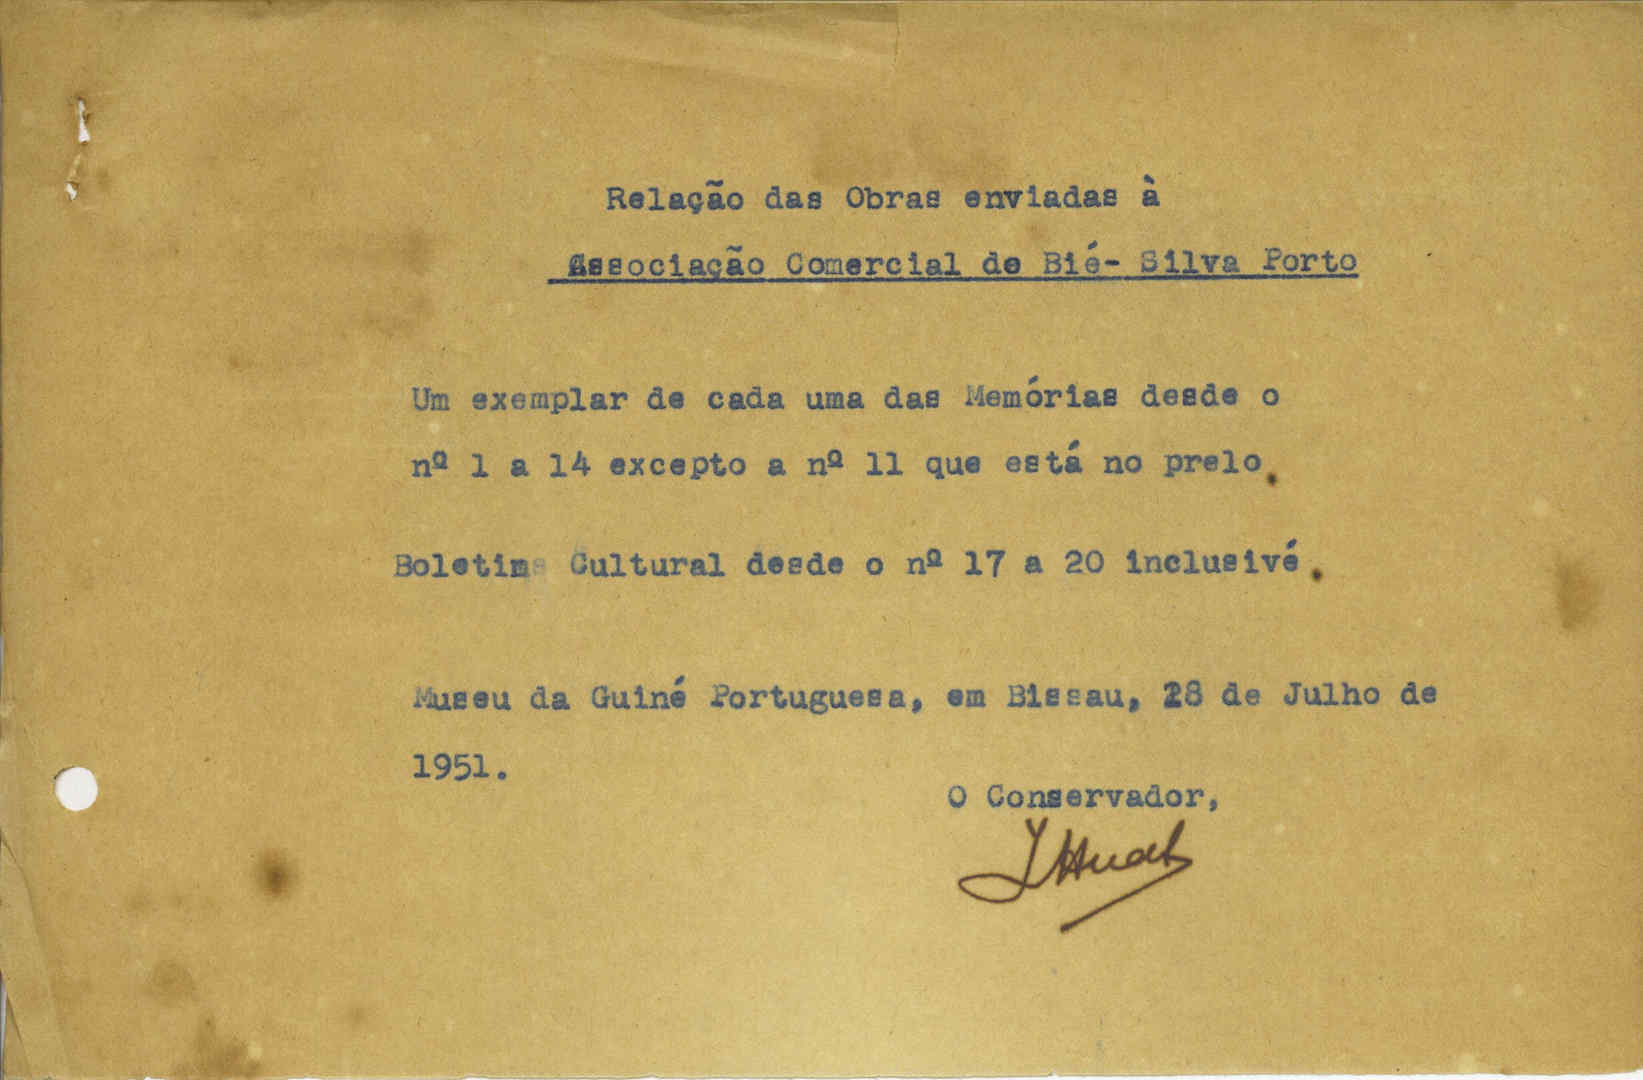 Relação das Obras enviadas à
Associação Comercial de Bié- Silva Porto
Um exemplar de cada uma das Memórias desde o
nº 1 a 14 excepto a nº 11 que está no prelo.
Boletims Cultural desde o nº 17 a 20 inclusivé.
Museu da Guiné Portuguesa, em Bissau, 28 de Julho de
1951.
O Conservador,